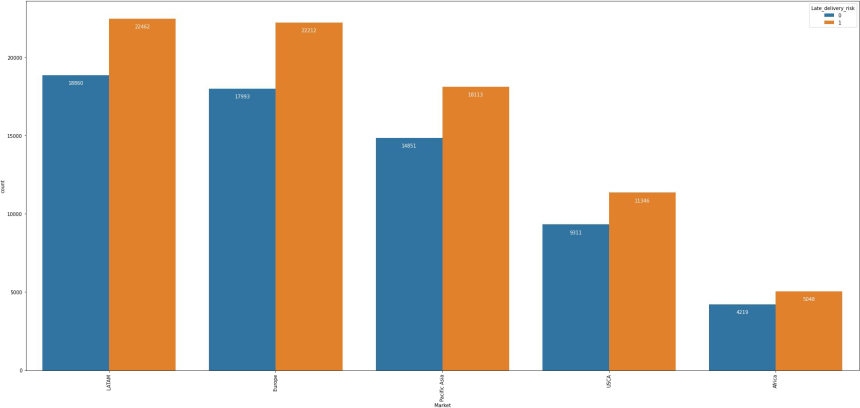 Late_delivery_risk
0
1
22462
22212
18860
17993
18113
14851
11346
9311
5048
4219
20000
15000
10000
5000
0
count
LATAM
Europe
Pacific Asia
USCA
Africa
Market